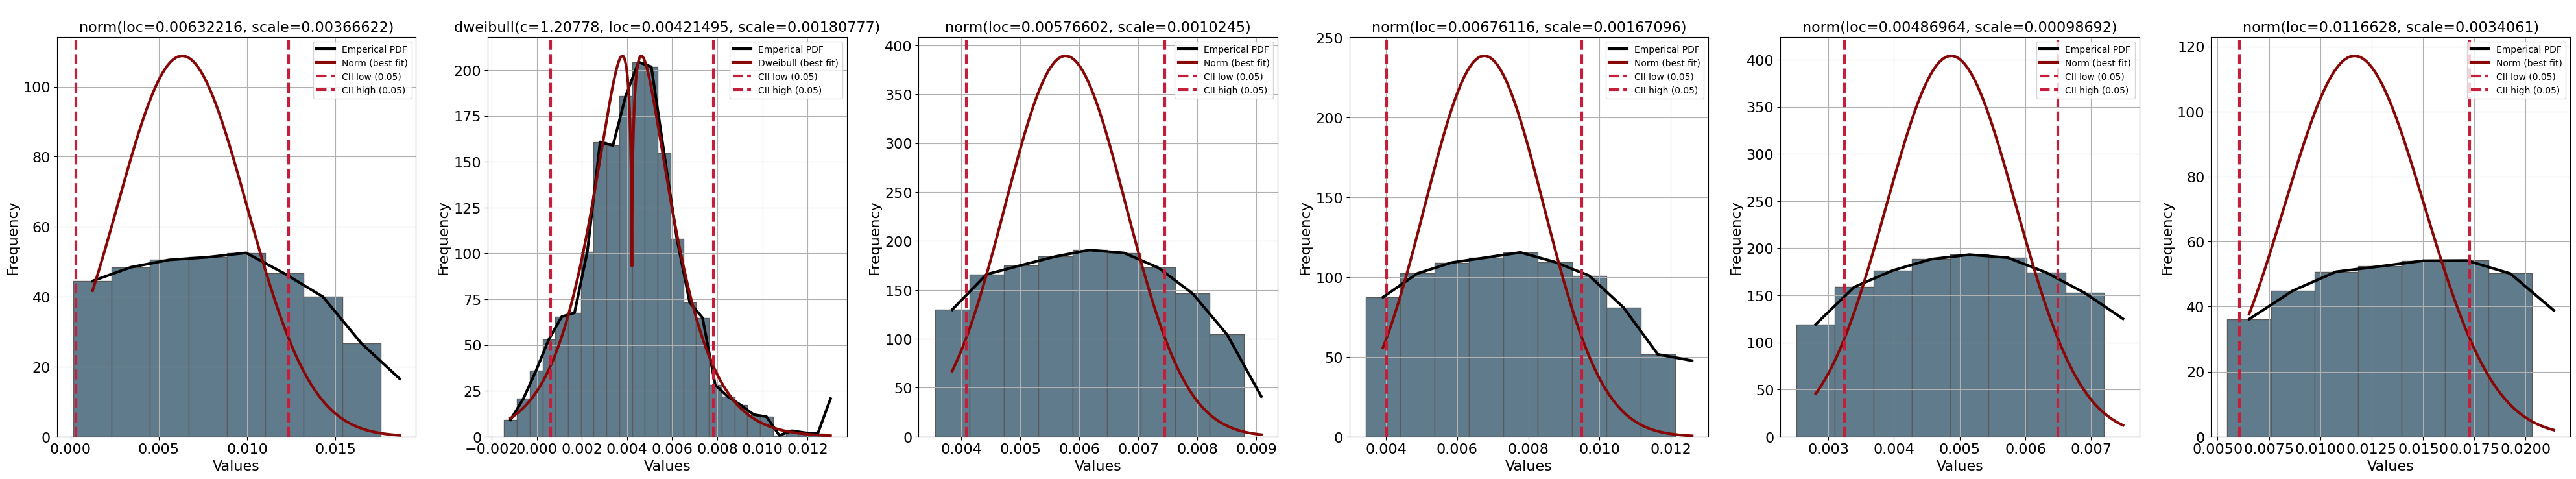 norm(loc=0.00632216, scale=0.00366622)
Emperical PDF
Norm (best fit)
CII low (0.05)
CII high (0.05)
Frequency
100
80
60
40
20
0
0.000 0.005 0.010 0.015
Values
dweibull(c=1.20778, loc=0.00421495, scale=0.00180777)
Emperical PDF
Dweibull (best fit)
CII low (0.05)
CII high (0.05)
Frequency
200
175
150
125
100
75
50
25
0
−0.002 0.000 0.002 0.004 0.006 0.008 0.010 0.012
Values
norm(loc=0.00576602, scale=0.0010245)
Emperical PDF
Norm (best fit)
CII low (0.05)
CII high (0.05)
Frequency
400
350
300
250
200
150
100
50
0
0.004 0.005 0.006 0.007 0.008 0.009
Values
norm(loc=0.00676116, scale=0.00167096)
Emperical PDF
Norm (best fit)
CII low (0.05)
CII high (0.05)
Frequency
250
200
150
100
50
0
0.004 0.006 0.008 0.010 0.012
Values
norm(loc=0.00486964, scale=0.00098692)
Emperical PDF
Norm (best fit)
CII low (0.05)
CII high (0.05)
Frequency
400
350
300
250
200
150
100
50
0
0.003 0.004 0.005 0.006 0.007
Values
norm(loc=0.0116628, scale=0.0034061)
Emperical PDF
Norm (best fit)
CII low (0.05)
CII high (0.05)
Frequency
120
100
80
60
40
20
0
0.0050 0.0075 0.0100 0.0125 0.0150 0.0175 0.0200
Values